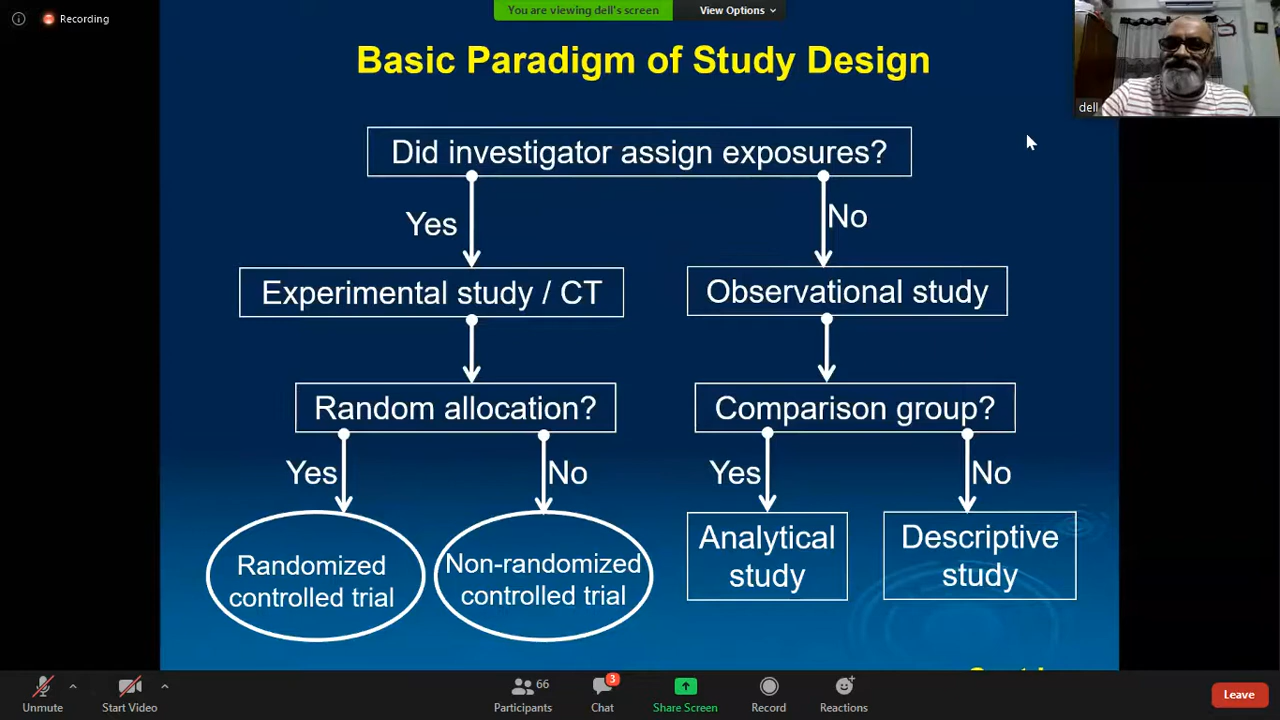 Recording
You are viewing dell's screen
View Options
Basic Paradigm of Study Design
dell
Did investigator assign exposures?
Yes
No
Experimental study / CT
Observational study
Random allocation?
Comparison group?
Yes
No
Yes
No
Randomized
controlled trial
Non-randomized
controlled trial
Analytical
study
Descriptive
study
Unmute
Start Video
66
Participants
3
Chat
Share Screen
Record
Reactions
Leave